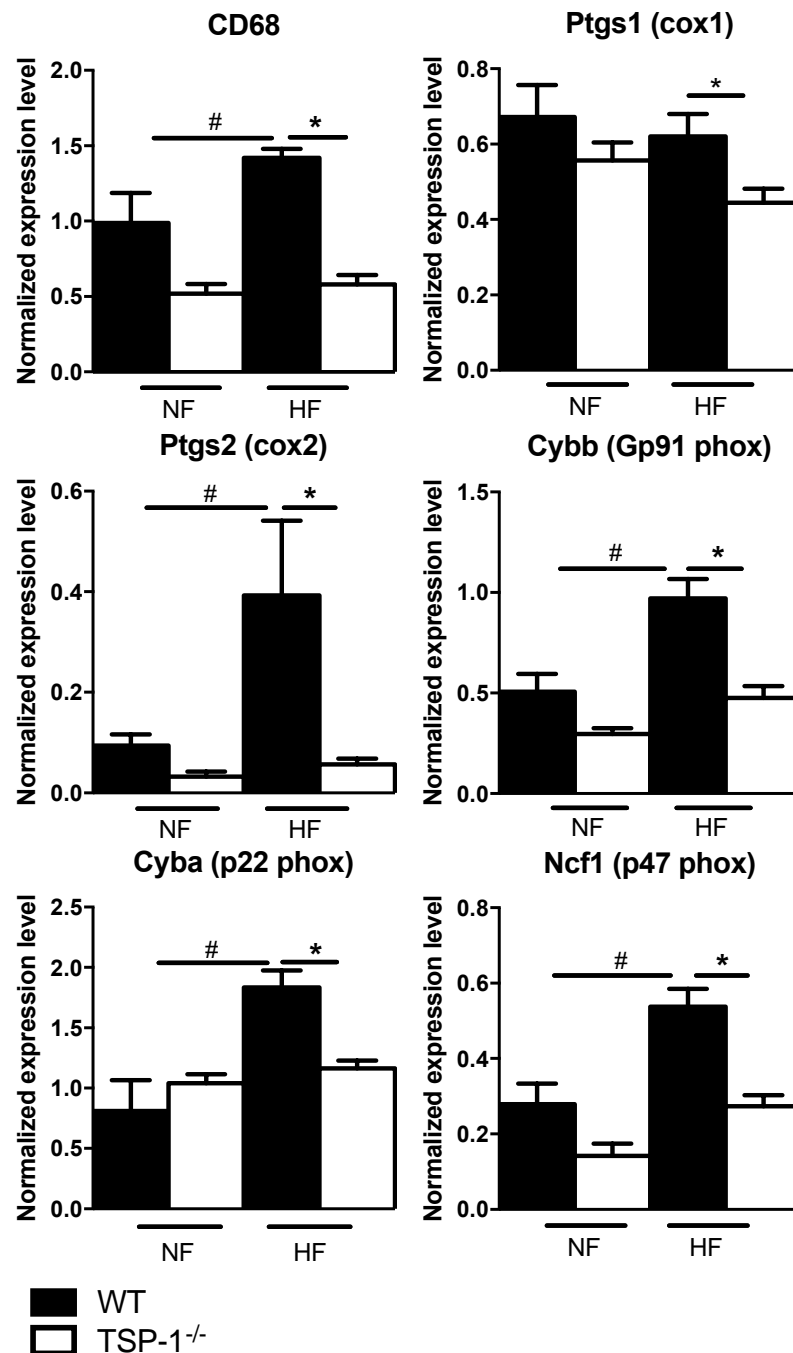 CD68
Normalized expression level
2.0
1.5
1.0
0.5
0.0
#
*
NF
HF
Ptgs1 (cox1)
Normalized expression level
0.8
0.6
0.4
0.2
0.0
*
NF
HF
Ptgs2 (cox2)
Normalized expression level
0.6
0.4
0.2
0.0
#
*
NF
HF
Cybb (Gp91 phox)
Normalized expression level
1.5
1.0
0.5
0.0
#
*
NF
HF
Cyba (p22 phox)
Normalized expression level
2.5
2.0
1.5
1.0
0.5
0.0
#
*
NF
HF
Ncf1 (p47 phox)
Normalized expression level
0.8
0.6
0.4
0.2
0.0
#
*
NF
HF
WT
TSP-1-/-